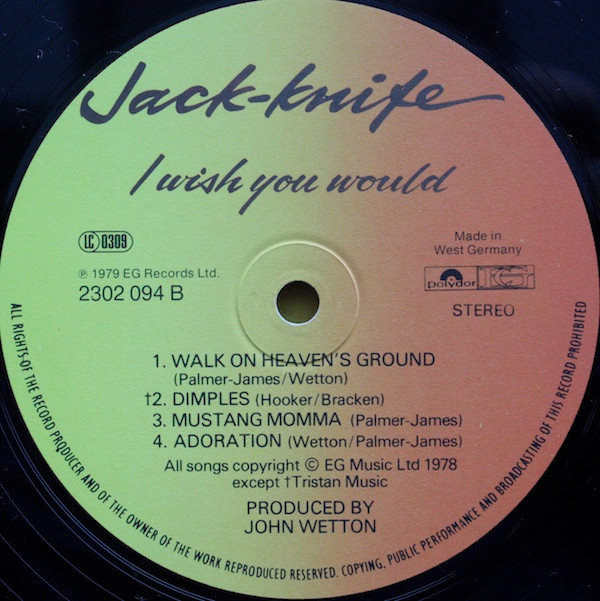 Jack-knife
I wish you would
LC 0309
Made in
West Germany
℗ 1979 EG Records Ltd.
2302 094 B
polydor EG
STEREO
1. WALK ON HEAVEN'S GROUND
(Palmer-James/Wetton)
†2. DIMPLES (Hooker/Bracken)
3. MUSTANG MOMMA (Palmer-James)
4. ADORATION (Wetton/Palmer-James)
All songs copyright © EG Music Ltd 1978
except †Tristan Music
PRODUCED BY
JOHN WETTON
ALL RIGHTS-OF THE RECORD PRODUCER AND OF THE OWNER OF THE WORK REPRODUCED RESERVED. COPYING, PUBLIC PERFORMANCE AND BROADCASTING OF THIS RECORD PROHIBITED